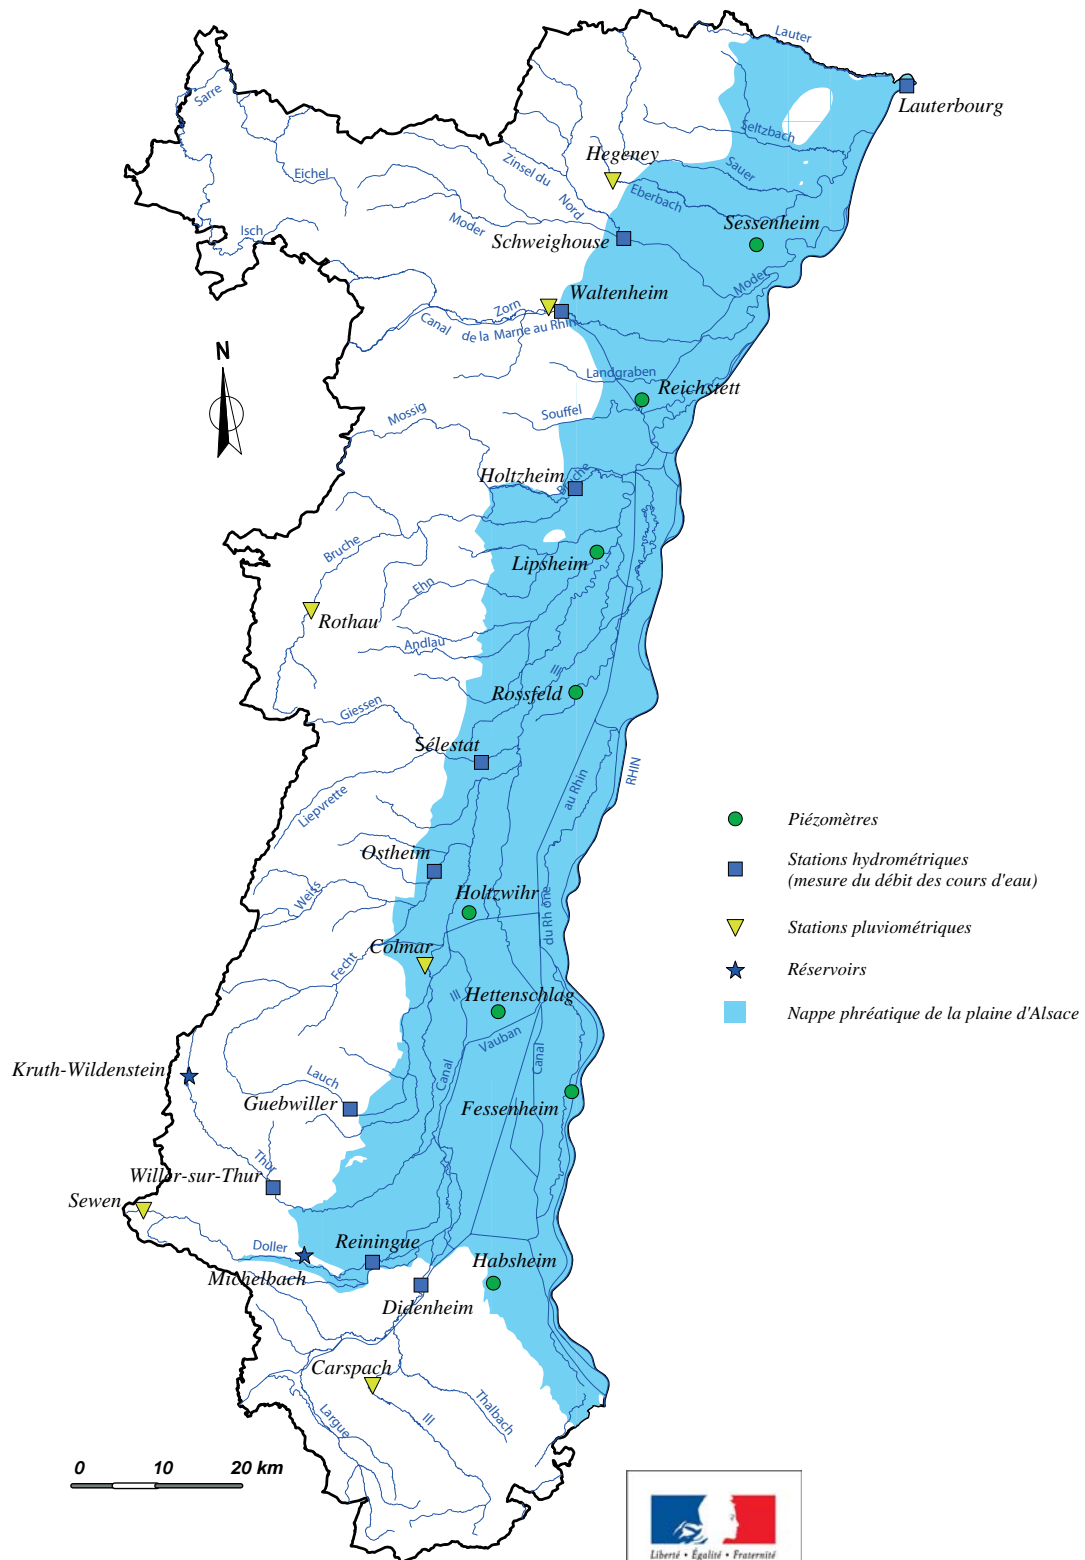 Lauter
Sarre
Lauterbourg
Seltzbach
Hegeney
Zinsel du
Nord
Sauer
Eichel
Eberbach
Moder
Sessenheim
Isch
Schweighouse
Moder
Waltenheim
Zorn
Canal
de la Marne au Rhin
N
Landgraben
Reichstett
Mossig
Souffel
Holtzheim
Bruche
Bruche
Lipsheim
Ehn
Rothau
Andlau
Ill
Rossfeld
Giessen
Sélestat
RHIN
au Rhin
Liepvrette
Piézomètres
Ostheim
Stations hydrométriques
(mesure du débit des cours d'eau)
Weiss
Holtzwihr
du Rhône
Stations pluviométriques
Colmar
Fecht
Réservoirs
Ill
Hettenschlag
Nappe phréatique de la plaine d'Alsace
Vauban
Kruth-Wildenstein
Lauch
Canal
Canal
Guebwiller
Fessenheim
Thur
Willer-sur-Thur
Sewen
Doller
Reiningue
Habsheim
Michelbach
Didenheim
Carspach
Largue
Ill
Thalbach
0 10 20 km
Liberté • Égalité • Fraternité